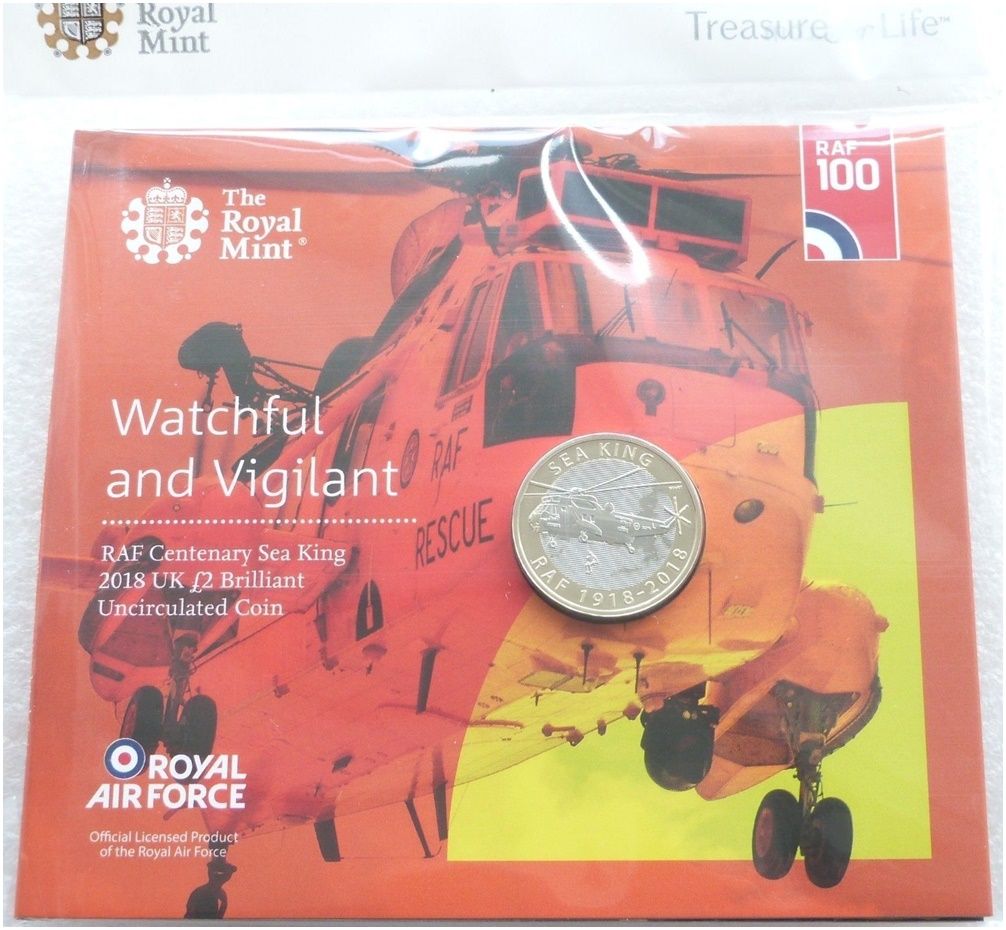 Royal
Mint
Treasure for Life™
The
Royal
Mint®
RAF
100
Watchful
and Vigilant
RAF Centenary Sea King
2018 UK £2 Brilliant
Uncirculated Coin
RAF
RESCUE
SEA KING
RAF 1918-2018
ROYAL
AIR FORCE
Official Licensed Product
of the Royal Air Force